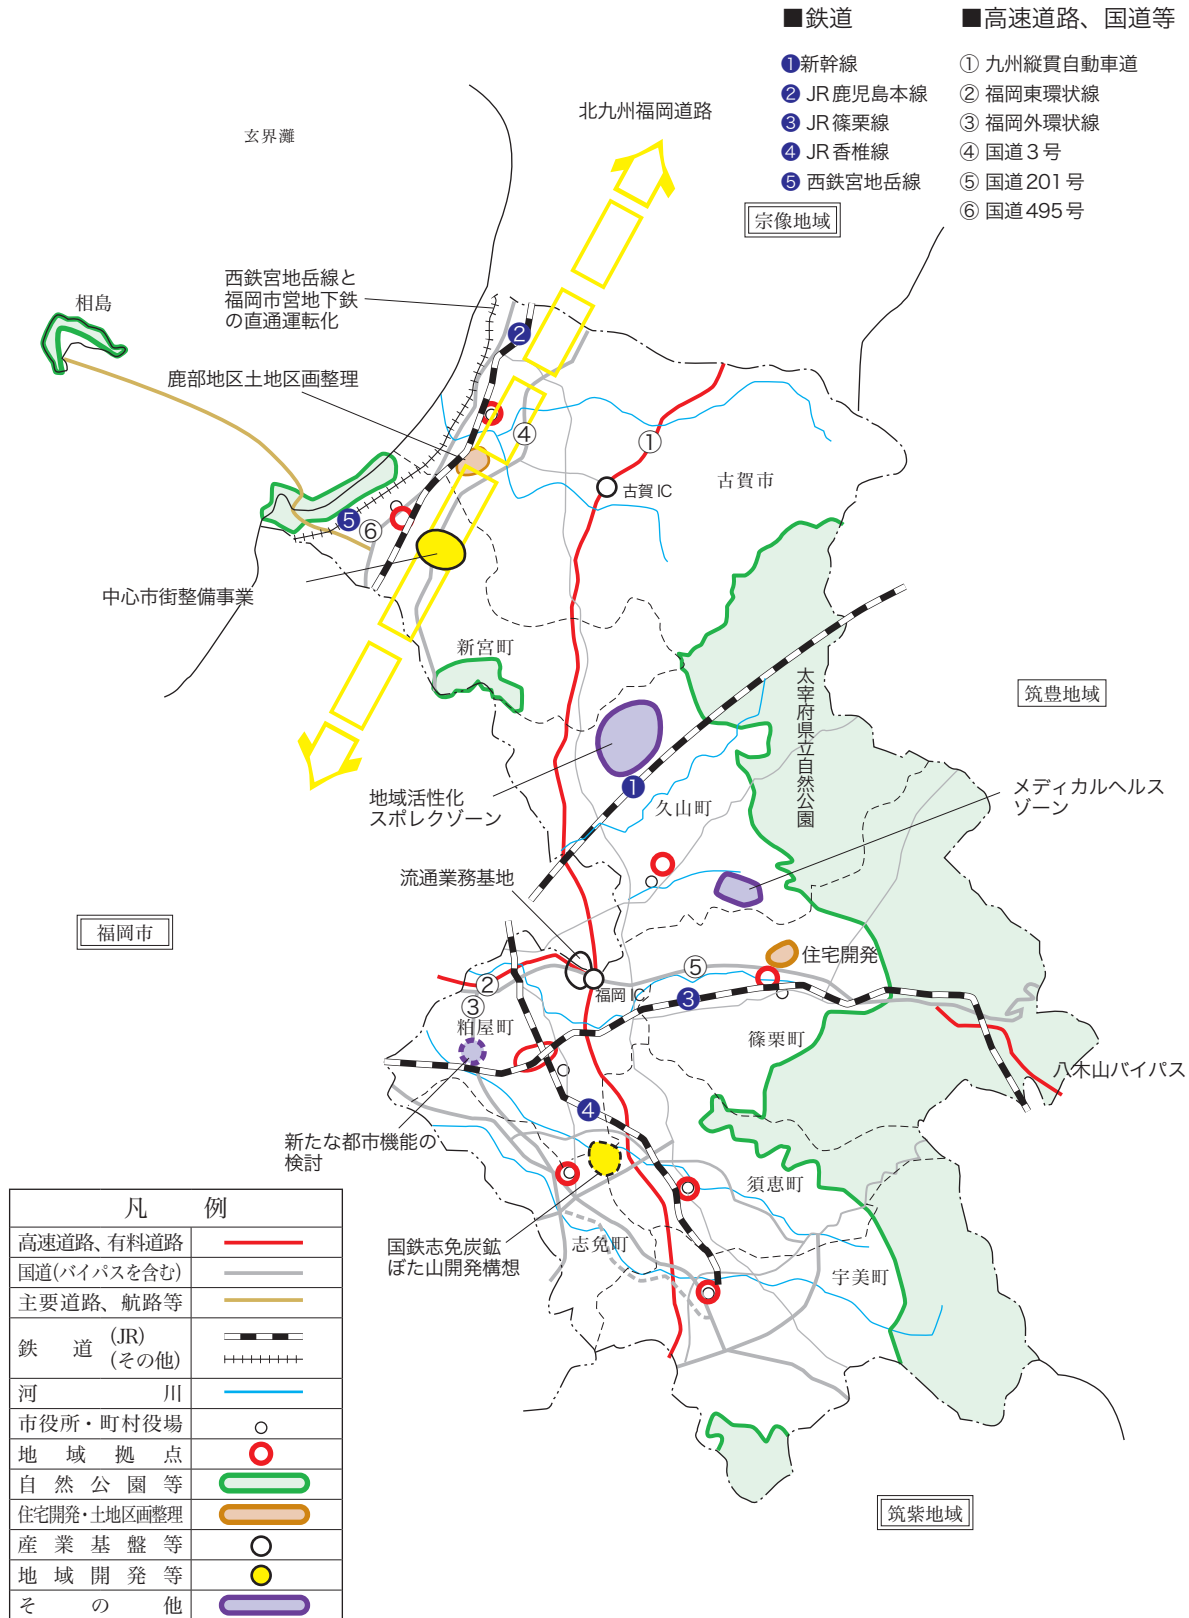 ■鉄道
❶新幹線
❷ JR鹿児島本線
❸ JR篠栗線
❹ JR香椎線
❺ 西鉄宮地岳線
■高速道路、国道等
① 九州縦貫自動車道
② 福岡東環状線
③ 福岡外環状線
④ 国道3号
⑤ 国道201号
⑥ 国道495号
北九州福岡道路
玄界灘
宗像地域
西鉄宮地岳線と
福岡市営地下鉄
の直通運転化
相島
❷
鹿部地区土地区画整理
④
①
古賀市
古賀IC
❺
⑥
中心市街整備事業
新宮町
太宰府県立自然公園
筑豊地域
❶
地域活性化
スポレクゾーン
久山町
メディカルヘルス
ゾーン
流通業務基地
福岡市
住宅開発
⑤
②
福岡IC
❸
③
粕屋町
篠栗町
八木山バイパス
❹
新たな都市機能の
検討
須恵町
国鉄志免炭鉱
ぼた山開発構想
志免町
宇美町
筑紫地域
凡 例
高速道路、有料道路
国道(バイパスを含む)
主要道路、航路等
鉄 道 (JR)
(その他)
河 川
市役所・町村役場
地域拠点
自然公園等
住宅開発・土地区画整理
産業基盤等
地域開発等
その他